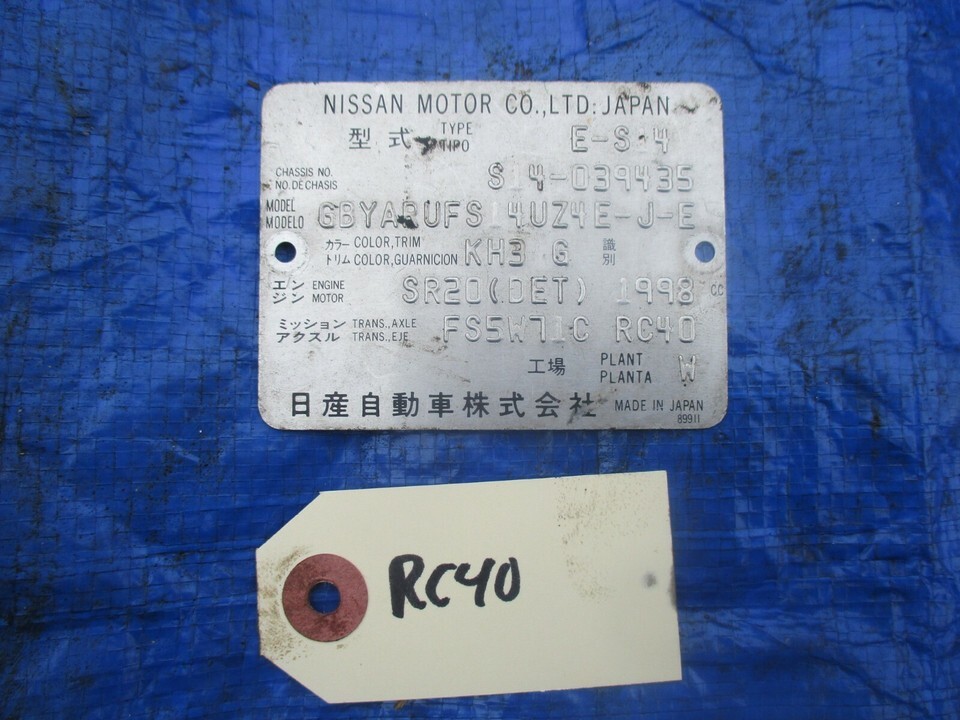 NISSAN MOTOR CO.,LTD. JAPAN
型式 TYPE TIPO E-S14
CHASSIS NO. NO. DE CHASIS S14-039435
MODEL MODELO GBYARUFS14UZ4E-J-E
カラー トリム COLOR,TRIM COLOR,GUARNICION KH3 G 識別
エンジン ENGINE MOTOR SR20(DET) 1998 CC
ミッション アクスル TRANS.,AXLE TRANS.,EJE FS5W71C RC40
工場 PLANT PLANTA W
日産自動車株式会社 MADE IN JAPAN
89911
RC40